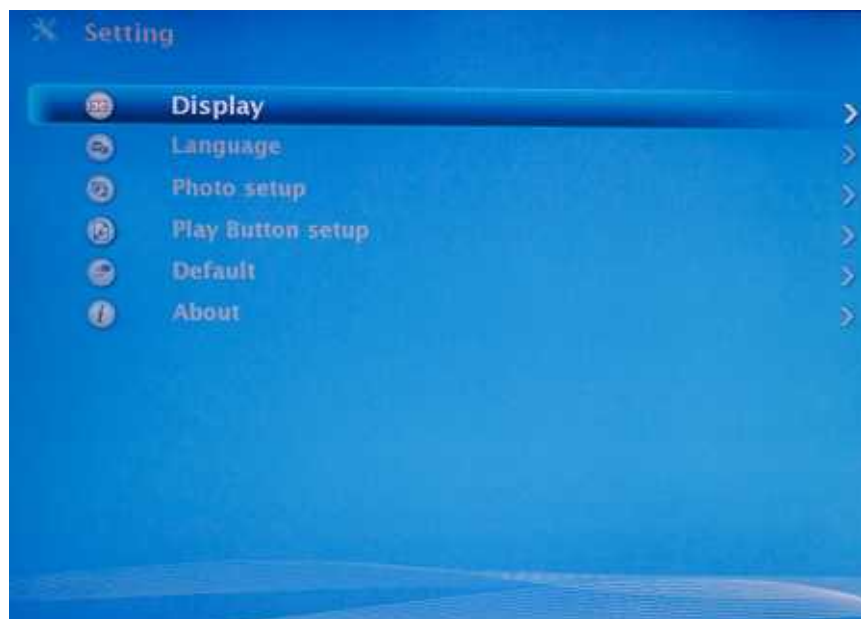 Setting
Display
Language
Photo setup
Play Button setup
Default
About